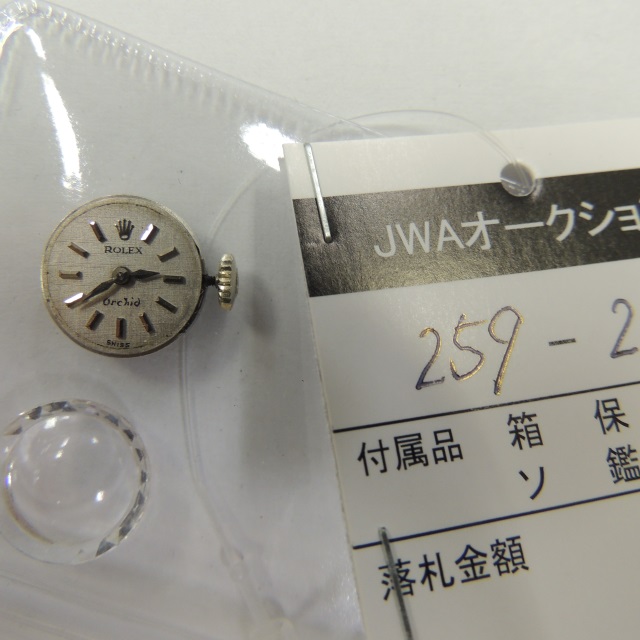 ROLEX
Orchid
SWISS
JWAオークショ
259-2
付属品 箱 保
ソ 鑑
落札金額